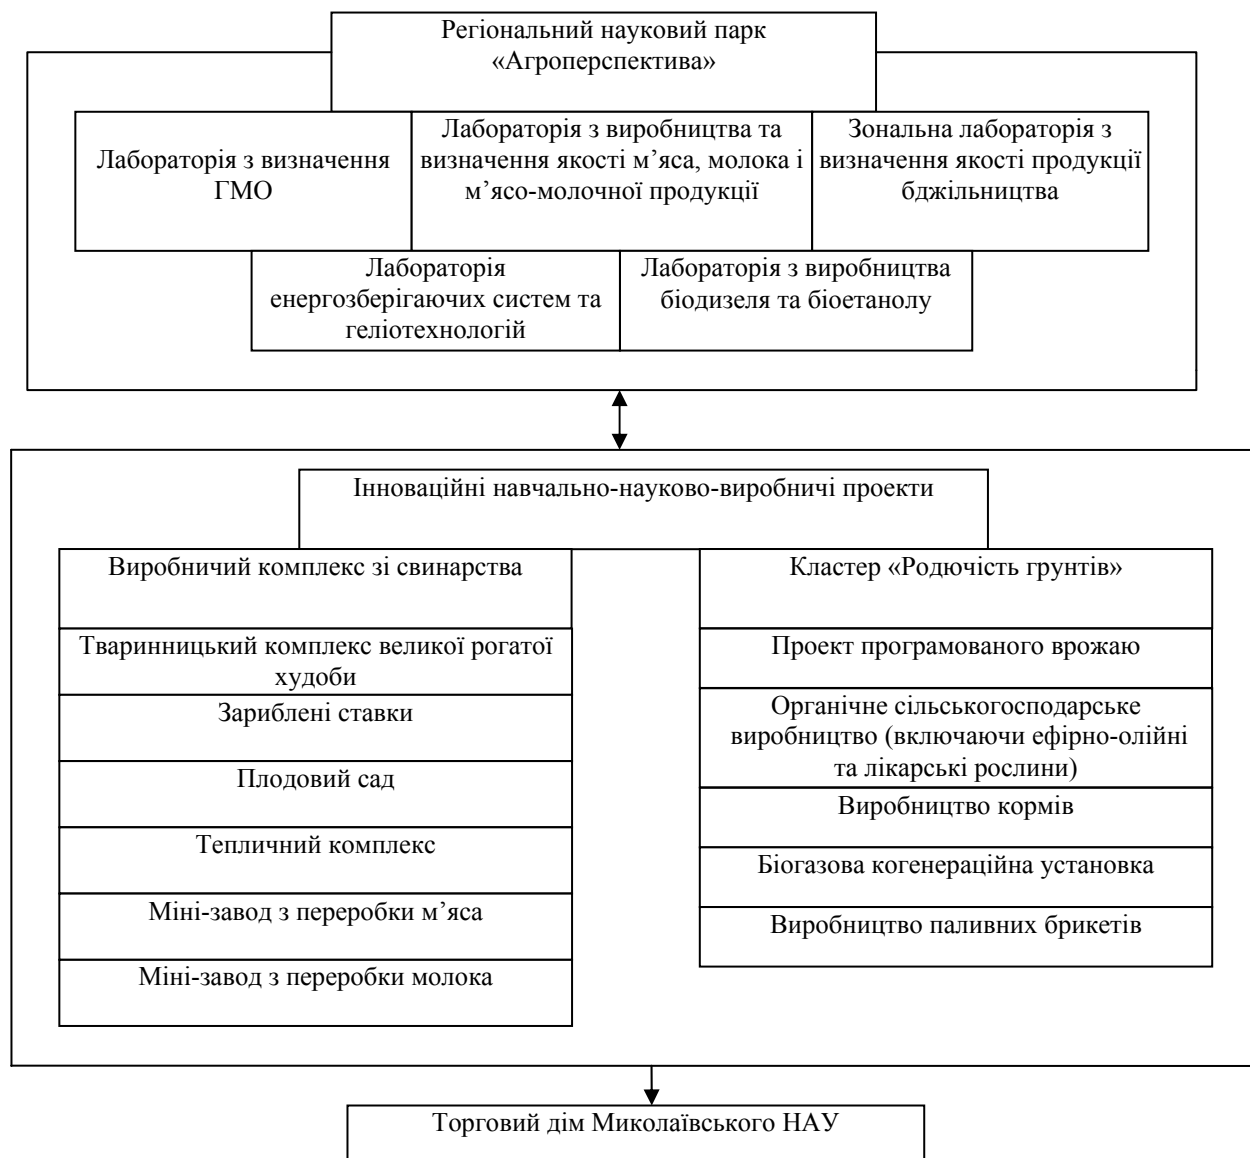 Регіональний науковий парк
«Агроперспектива»
Лабораторія з визначення
ГМО
Лабораторія з виробництва та
визначення якості м’яса, молока і
м’ясо-молочної продукції
Зональна лабораторія з
визначення якості продукції
бджільництва
Лабораторія
енергозберігаючих систем та
геліотехнологій
Лабораторія з виробництва
біодизеля та біоетанолу
Інноваційні навчально-науково-виробничі проекти
Виробничий комплекс зі свинарства
Тваринницький комплекс великої рогатої
худоби
Зариблені ставки
Плодовий сад
Тепличний комплекс
Міні-завод з переробки м’яса
Міні-завод з переробки молока
Кластер «Родючість грунтів»
Проект програмованого врожаю
Органічне сільськогосподарське
виробництво (включаючи ефірно-олійні
та лікарські рослини)
Виробництво кормів
Біогазова когенераційна установка
Виробництво паливних брикетів
Торговий дім Миколаївського НАУ